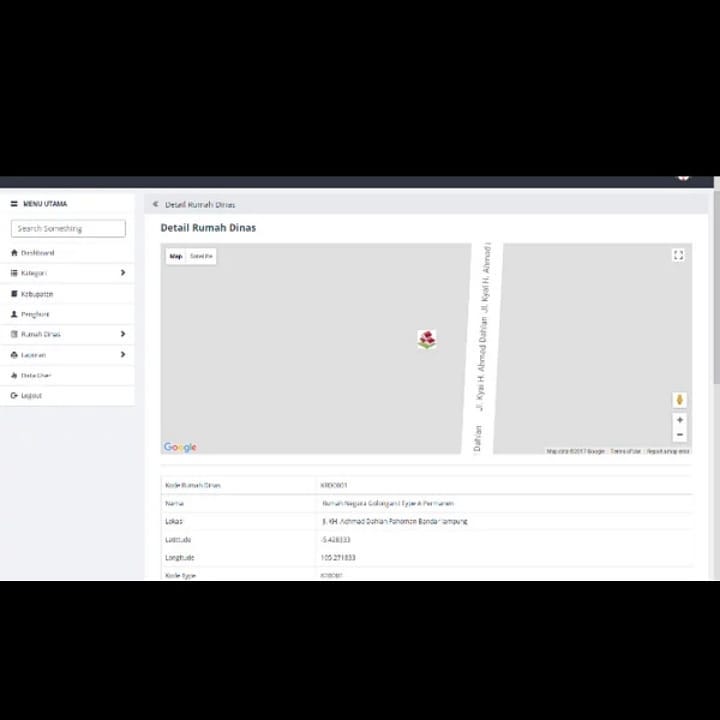 MENU UTAMA
Search Something
Dashboard
Kategori
Kabupaten
Penghuni
Rumah Dinas
Laporan
Data User
Logout
Detail Rumah Dinas
Detail Rumah Dinas
Map Satellite
Jl. Kyai H. Ahmad Dahlan
Jl. Kyai H. Ahmad
Dahlan
Google
Map data ©2017 Google Terms of Use Report a map error
Kode Rumah Dinas
Nama Rumah Negara Golongan I Type A Permanen
Lokasi Jl. KH. Achmad Dahlan Pahoman Bandar lampung
Latitude -5.428333
Longitude 105.271833
Kode Type